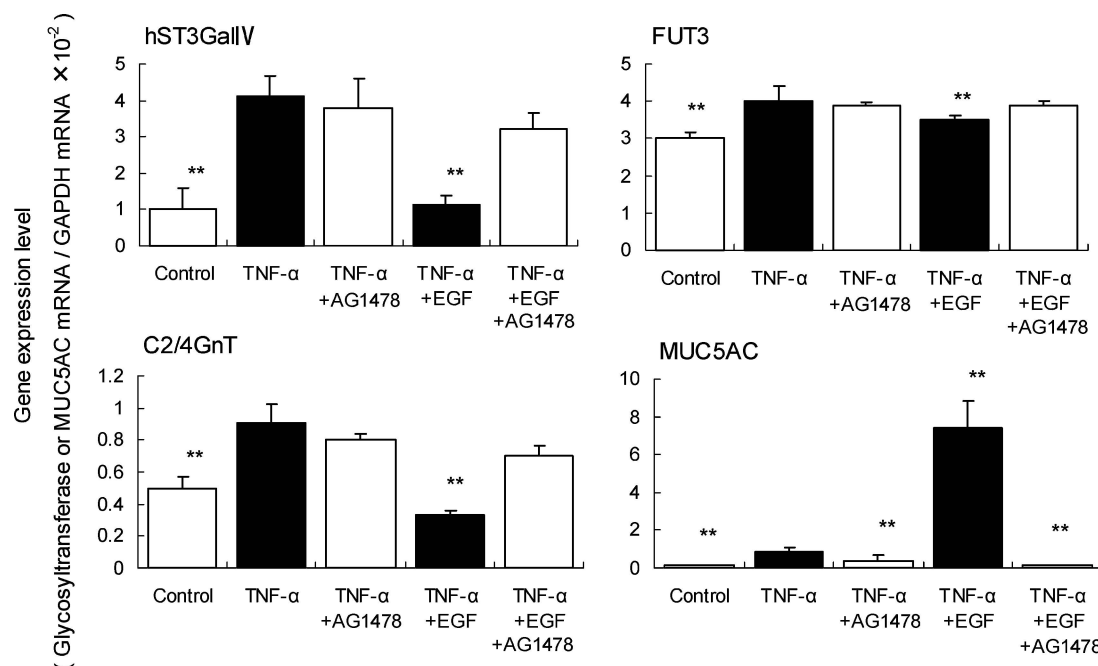 Gene expression level
( Glycosyltransferase or MUC5AC mRNA / GAPDH mRNA ×10-2 )
hST3GalIV
5
4
3
2
1
0
**
**
Control
TNF-α
TNF-α
+AG1478
TNF-α
+EGF
TNF-α
+EGF
+AG1478
FUT3
5
4
3
2
1
0
**
**
Control
TNF-α
TNF-α
+AG1478
TNF-α
+EGF
TNF-α
+EGF
+AG1478
C2/4GnT
1.2
1
0.8
0.6
0.4
0.2
0
**
**
Control
TNF-α
TNF-α
+AG1478
TNF-α
+EGF
TNF-α
+EGF
+AG1478
MUC5AC
10
8
6
4
2
0
**
**
**
**
Control
TNF-α
TNF-α
+AG1478
TNF-α
+EGF
TNF-α
+EGF
+AG1478